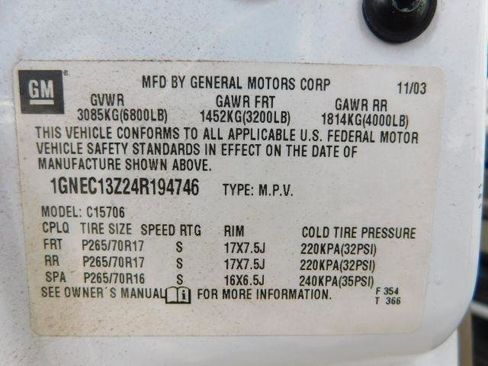 GM
MFD BY GENERAL MOTORS CORP 11/03
GVWR GAWR FRT GAWR RR
3085KG(6800LB) 1452KG(3200LB) 1814KG(4000LB)
THIS VEHICLE CONFORMS TO ALL APPLICABLE U.S. FEDERAL MOTOR
VEHICLE SAFETY STANDARDS IN EFFECT ON THE DATE OF
MANUFACTURE SHOWN ABOVE.
1GNEC13Z24R194746 TYPE: M.P.V.
MODEL: C15706
CPLQ TIRE SIZE SPEED RTG RIM COLD TIRE PRESSURE
FRT P265/70R17 S 17X7.5J 220KPA(32PSI)
RR P265/70R17 S 17X7.5J 220KPA(32PSI)
SPA P265/70R16 S 16X6.5J 240KPA(35PSI)
SEE OWNER'S MANUAL FOR MORE INFORMATION. F 354
T 366